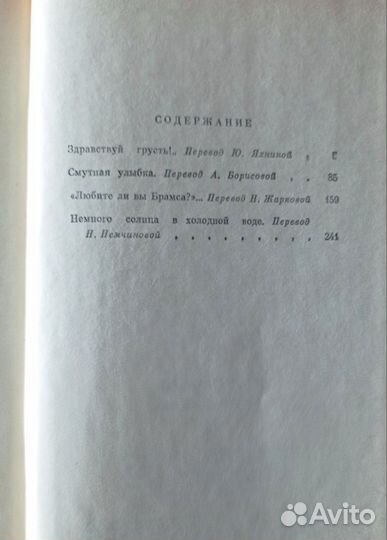 СОДЕРЖАНИЕ
Здравствуй грусть!.. Перевод Ю. Яхниной , 5
Смутная улыбка. Перевод А. Борисовой , . 85
«Любите ли вы Брамса?»... Перевод Н. Жарковой 159
Немного солнца в холодной воде. Перевод
Н. Немчиновой , , , , , , , , , 241
Avito